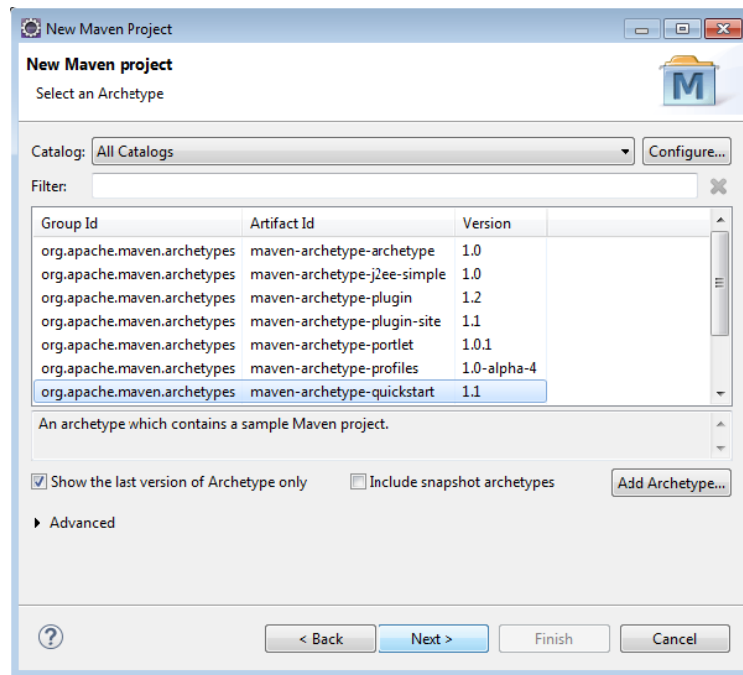 New Maven Project
New Maven project
Select an Archetype
M
Catalog: All Catalogs Configure...
Filter:
Group Id Artifact Id Version
org.apache.maven.archetypes maven-archetype-archetype 1.0
org.apache.maven.archetypes maven-archetype-j2ee-simple 1.0
org.apache.maven.archetypes maven-archetype-plugin 1.2
org.apache.maven.archetypes maven-archetype-plugin-site 1.1
org.apache.maven.archetypes maven-archetype-portlet 1.0.1
org.apache.maven.archetypes maven-archetype-profiles 1.0-alpha-4
org.apache.maven.archetypes maven-archetype-quickstart 1.1
An archetype which contains a sample Maven project.
Show the last version of Archetype only Include snapshot archetypes Add Archetype...
Advanced
? < Back Next > Finish Cancel